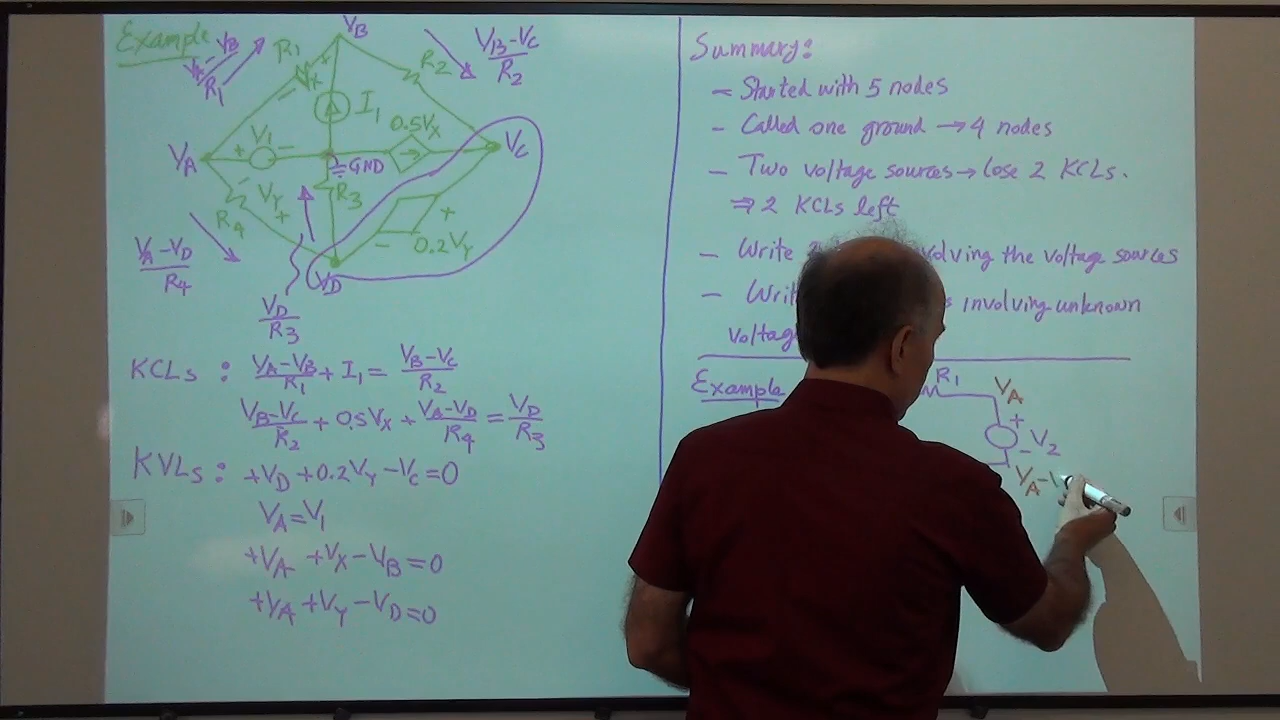 Example
VB
VA - VB
R1
R1
+
VX
-
R2
VB-VC
R2
I1
0.5VX
VC
V1
+ -
VA
GND
R3
-
VY
+
R4
+
-
0.2VY
VA-VD
R4
VD
VD
R3
KCLs : VA-VB/R1 + I1 = VB-VC/R2
VB-VC/R2 + 0.5VX + VA-VD/R4 = VD/R3
KVLs: +VD +0.2VY -VC=0
VA=V1
+VA +VX-VB=0
+VA +VY -VD=0
Summary:
- Started with 5 nodes
- Called one ground → 4 nodes
- Two voltage sources → lose 2 KCLs.
⇒ 2 KCLs left
- Write the voltage sources
- involving unknown
Example
R1
VA
+
- V2
VA-